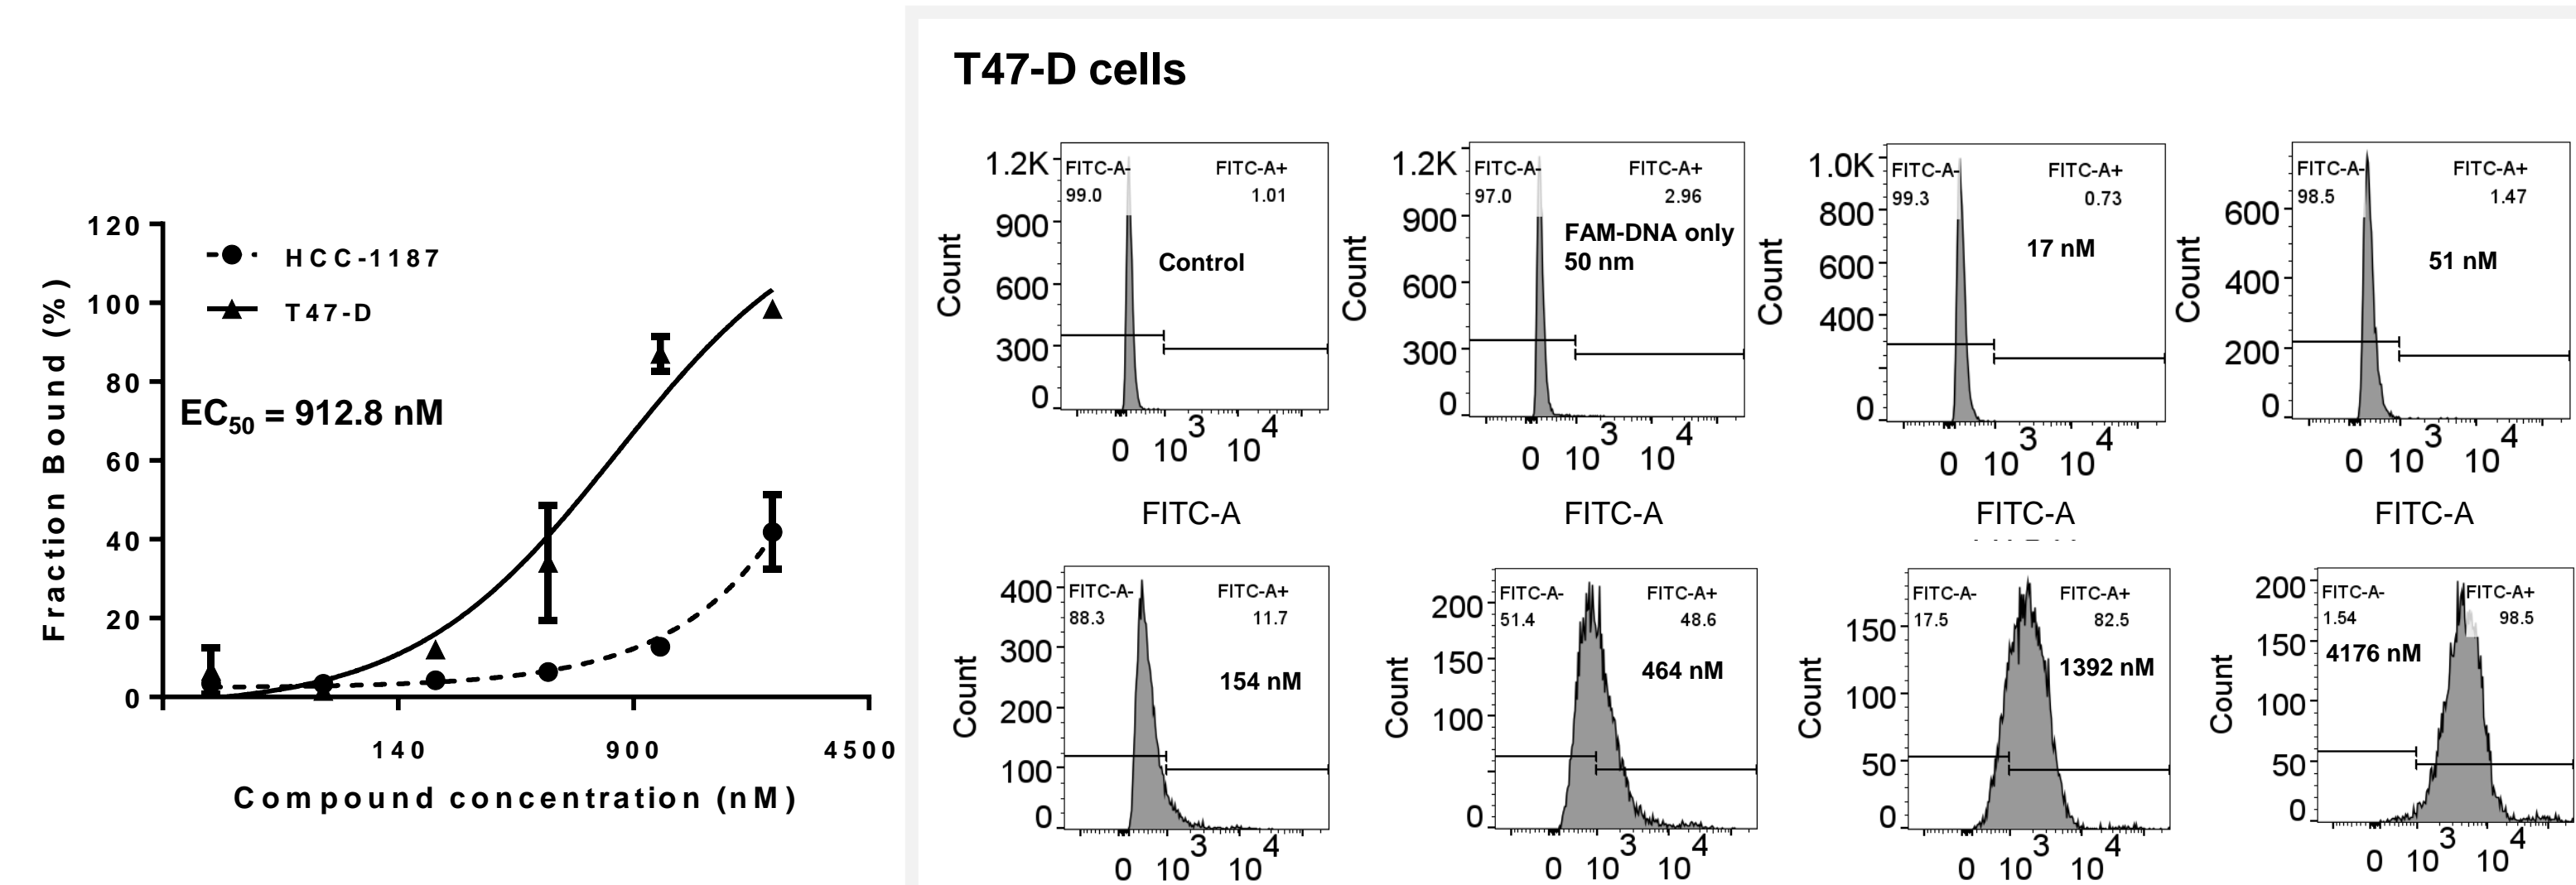 120
100
80
60
40
20
0
HCC-1187
T47-D
EC50 = 912.8 nM
Fraction Bound (%)
140 900 4500
Compound concentration (nM)
T47-D cells
1.2K
900
600
300
0
Count
FITC-A- FITC-A+
99.0 1.01
Control
0 10^3 10^4
FITC-A
1.2K
900
600
300
0
Count
FITC-A- FITC-A+
97.0 2.96
FAM-DNA only
50 nm
0 10^3 10^4
FITC-A
1.0K
800
600
400
0
Count
FITC-A- FITC-A+
99.3 0.73
17 nM
0 10^3 10^4
FITC-A
600
400
200
0
Count
FITC-A- FITC-A+
98.5 1.47
51 nM
0 10^3 10^4
FITC-A
400
300
200
100
0
Count
FITC-A- FITC-A+
88.3 11.7
154 nM
0 10^3 10^4
200
150
100
0
Count
FITC-A- FITC-A+
51.4 48.6
464 nM
0 10^3 10^4
150
100
50
0
Count
FITC-A- FITC-A+
17.5 82.5
1392 nM
0 10^3 10^4
200
150
100
50
0
Count
FITC-A- FITC-A+
1.54 98.5
4176 nM
0 10^3 10^4